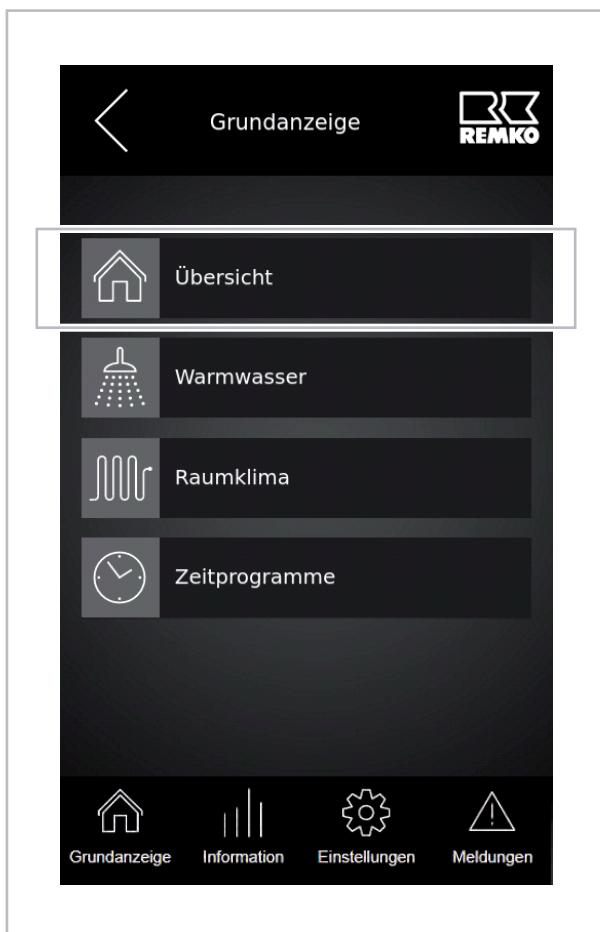 Grundanzeige
REMKO
Übersicht
Warmwasser
Raumklima
Zeitprogramme
Grundanzeige Information Einstellungen Meldungen